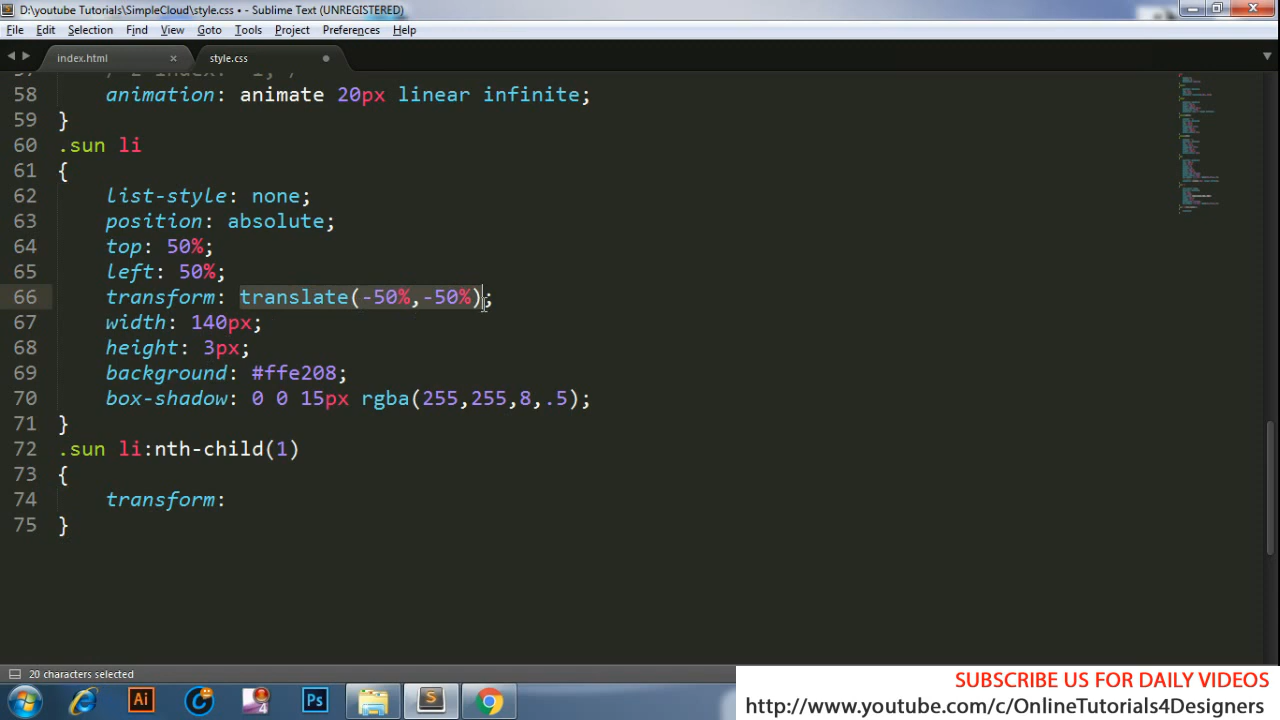 D:\youtube Tutorials\SimpleCloud\style.css • - Sublime Text (UNREGISTERED)
File Edit Selection Find View Goto Tools Project Preferences Help
index.html × style.css
58 animation: animate 20px linear infinite;
59 }
60 .sun li
61 {
62 list-style: none;
63 position: absolute;
64 top: 50%;
65 left: 50%;
66 transform: translate(-50%,-50%);
67 width: 140px;
68 height: 3px;
69 background: #ffe208;
70 box-shadow: 0 0 15px rgba(255,255,8,.5);
71 }
72 .sun li:nth-child(1)
73 {
74 transform:
75 }
20 characters selected
Ai Ps
SUBSCRIBE US FOR DAILY VIDEOS
http://www.youtube.com/c/OnlineTutorials4Designers